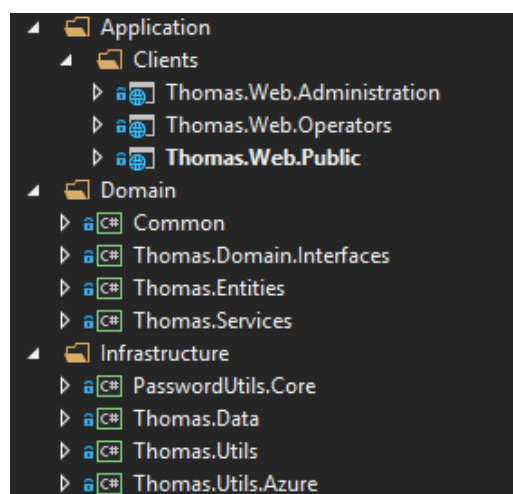 Application
Clients
Thomas.Web.Administration
Thomas.Web.Operators
Thomas.Web.Public
Domain
C# Common
C# Thomas.Domain.Interfaces
C# Thomas.Entities
C# Thomas.Services
Infrastructure
C# PasswordUtils.Core
C# Thomas.Data
C# Thomas.Utils
C# Thomas.Utils.Azure